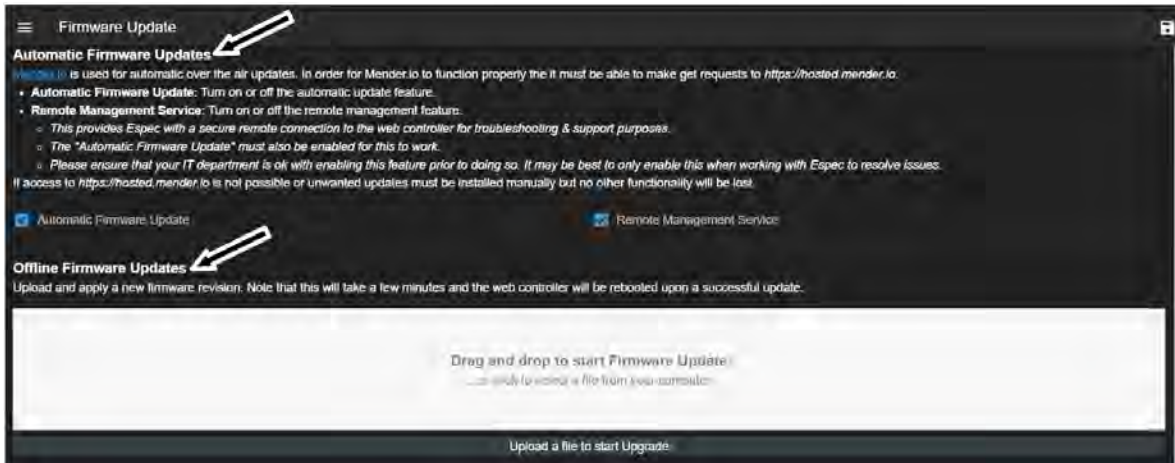 Firmware Update
Automatic Firmware Updates
Mender.io is used for automatic over the air updates. In order for Mender.io to function properly the it must be able to make get requests to https://hosted.mender.io.
• Automatic Firmware Update: Turn on or off the automatic update feature.
• Remote Management Service: Turn on or off the remote management feature.
○ This provides Espec with a secure remote connection to the web controller for troubleshooting & support purposes.
○ The "Automatic Firmware Update" must also be enabled for this to work.
○ Please ensure that your IT department is ok with enabling this feature prior to doing so. It may be best to only enable this when working with Espec to resolve issues.
If access to https://hosted.mender.io is not possible or unwanted updates must be installed manually but no other functionality will be lost.
Automatic Firmware Update
Remote Management Service
Offline Firmware Updates
Upload and apply a new firmware revision. Note that this will take a few minutes and the web controller will be rebooted upon a successful update.
Drag and drop to start Firmware Update
...or click to select a file from your computer
Upload a file to start Upgrade